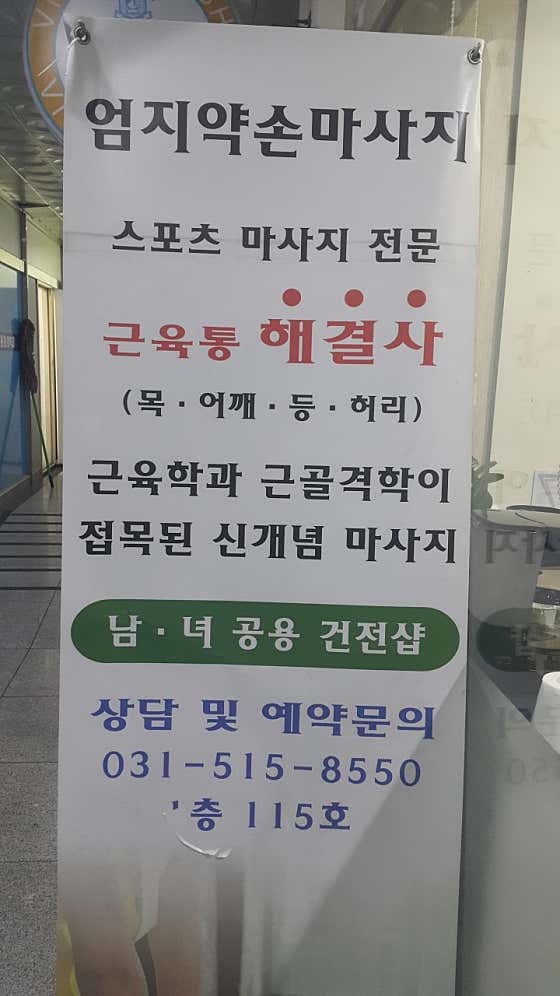 엄지약손마사지
스포츠 마사지 전문
근육통 해결사
(목·어깨·등·허리)
근육학과 근골격학이
접목된 신개념 마사지
남·녀 공용 건전샵
상담 및 예약문의
031-515-8550
1층 115호